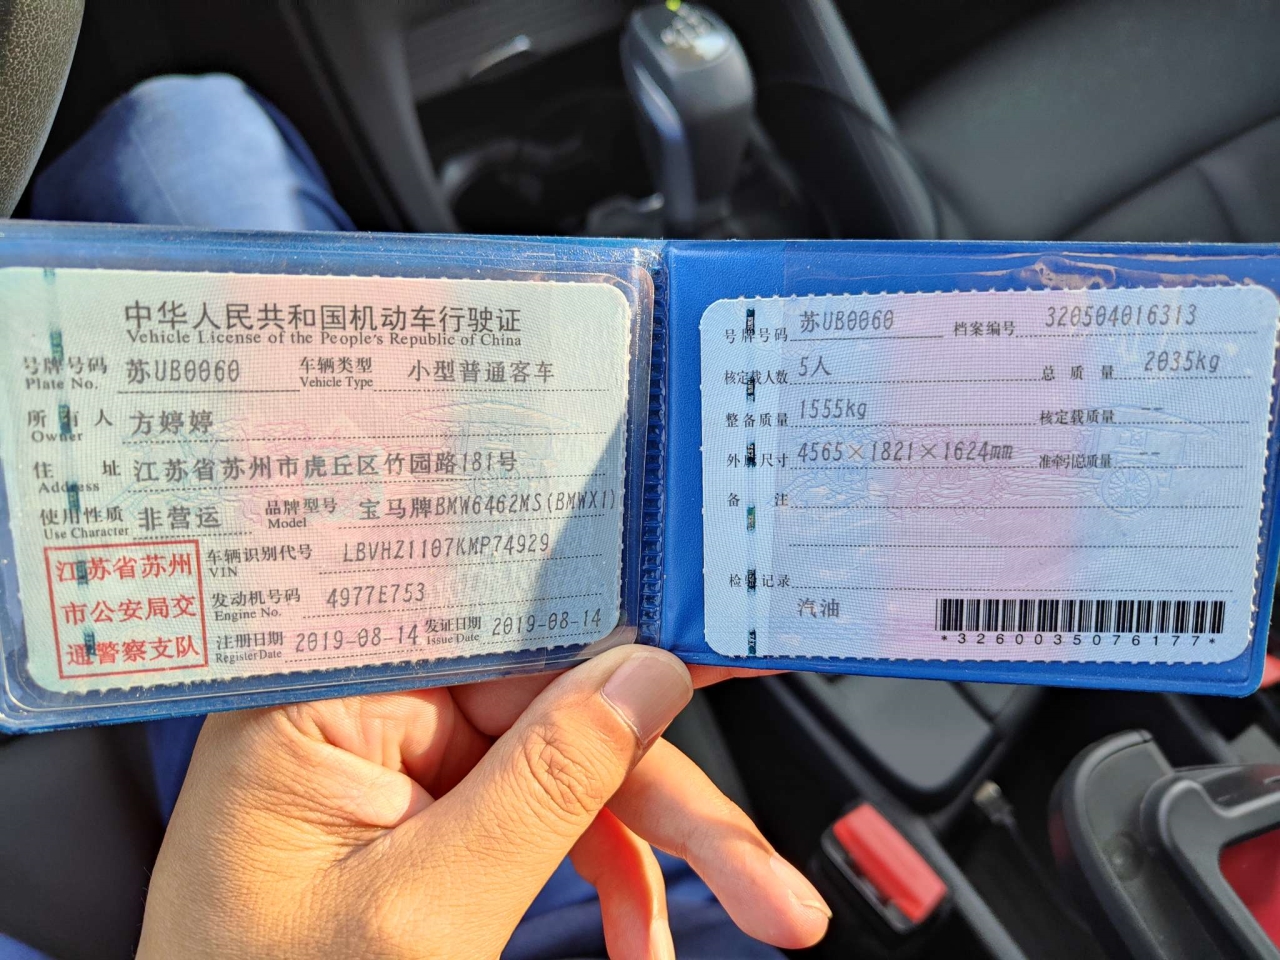 中华人民共和国机动车行驶证
Vehicle License of the People's Republic of China
号牌号码 苏UB0060 车辆类型 小型普通客车
Plate No. Vehicle Type
所有人 方婷婷
Owner
住址 江苏省苏州市虎丘区竹园路181号
Address
使用性质 非营运 品牌型号 宝马牌BMW6462MS(BMWX1)
Use Character Model
江苏省苏州
市公安局交
通警察支队
车辆识别代号 LBVHZ1107KMP74929
VIN
发动机号码 4977E753
Engine No.
注册日期 2019-08-14 发证日期 2019-08-14
Register Date Issue Date
号牌号码 苏UB0060 档案编号 320504016313
核定载人数 5人 总质量 2035kg
整备质量 1555kg 核定载质量 --
外廓尺寸 4565×1821×1624mm 准牵引总质量 --
备注
检验记录
汽油
*3260035076177*